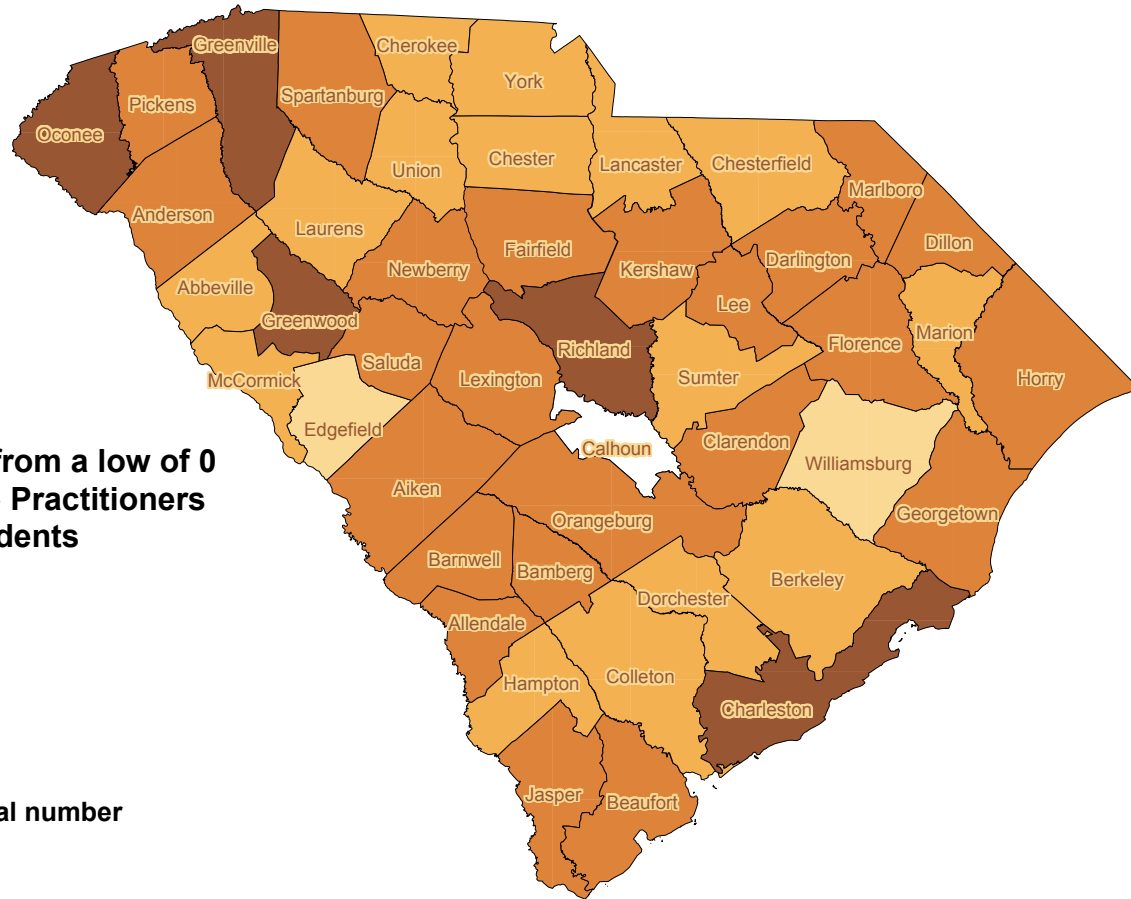 Greenville
Cherokee
York
Pickens
Spartanburg
Oconee
Union
Chester
Lancaster
Chesterfield
Marlboro
Anderson
Laurens
Fairfield
Dillon
Newberry
Kershaw
Darlington
Abbeville
Lee
Greenwood
Richland
Marion
Florence
Saluda
McCormick
Lexington
Sumter
Horry
Edgefield
Clarendon
Calhoun
Williamsburg
from a low of 0
Practitioners
dents
Aiken
Orangeburg
Georgetown
Barnwell
Bamberg
Berkeley
Dorchester
Allendale
Hampton
Colleton
Charleston
Jasper
Beaufort
al number